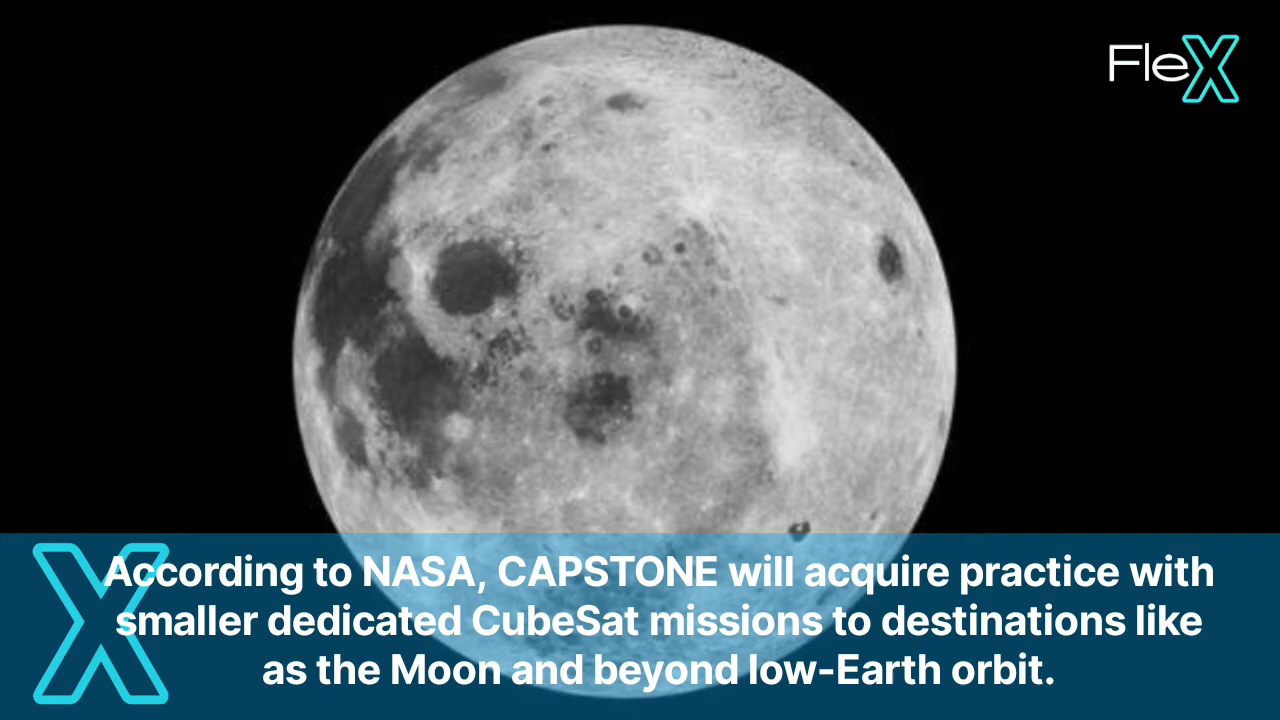 FleX
According to NASA, CAPSTONE will acquire practice with
smaller dedicated CubeSat missions to destinations like
as the Moon and beyond low-Earth orbit.